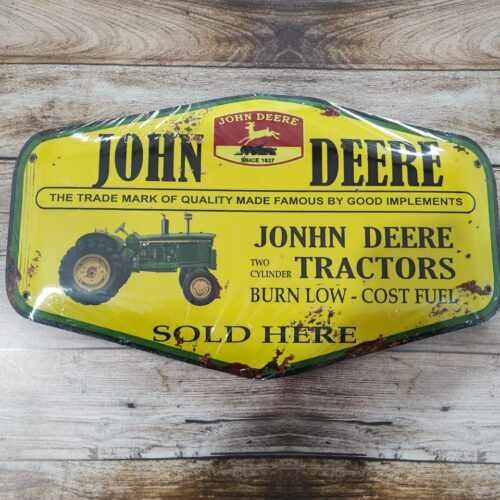 JOHN DEERE
JOHN DEERE
SINCE 1837
THE TRADE MARK OF QUALITY MADE FAMOUS BY GOOD IMPLEMENTS
JONHN DEERE
TWO CYLINDER TRACTORS
BURN LOW - COST FUEL
SOLD HERE